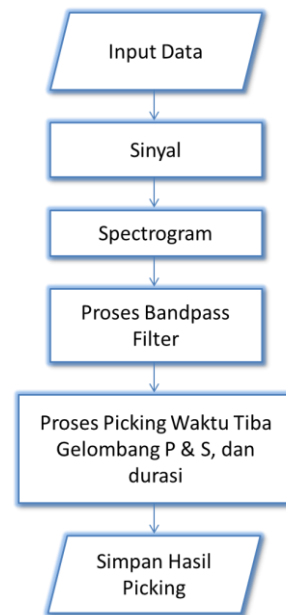 Input Data
Sinyal
Spectrogram
Proses Bandpass
Filter
Proses Picking Waktu Tiba
Gelombang P & S, dan
durasi
Simpan Hasil
Picking